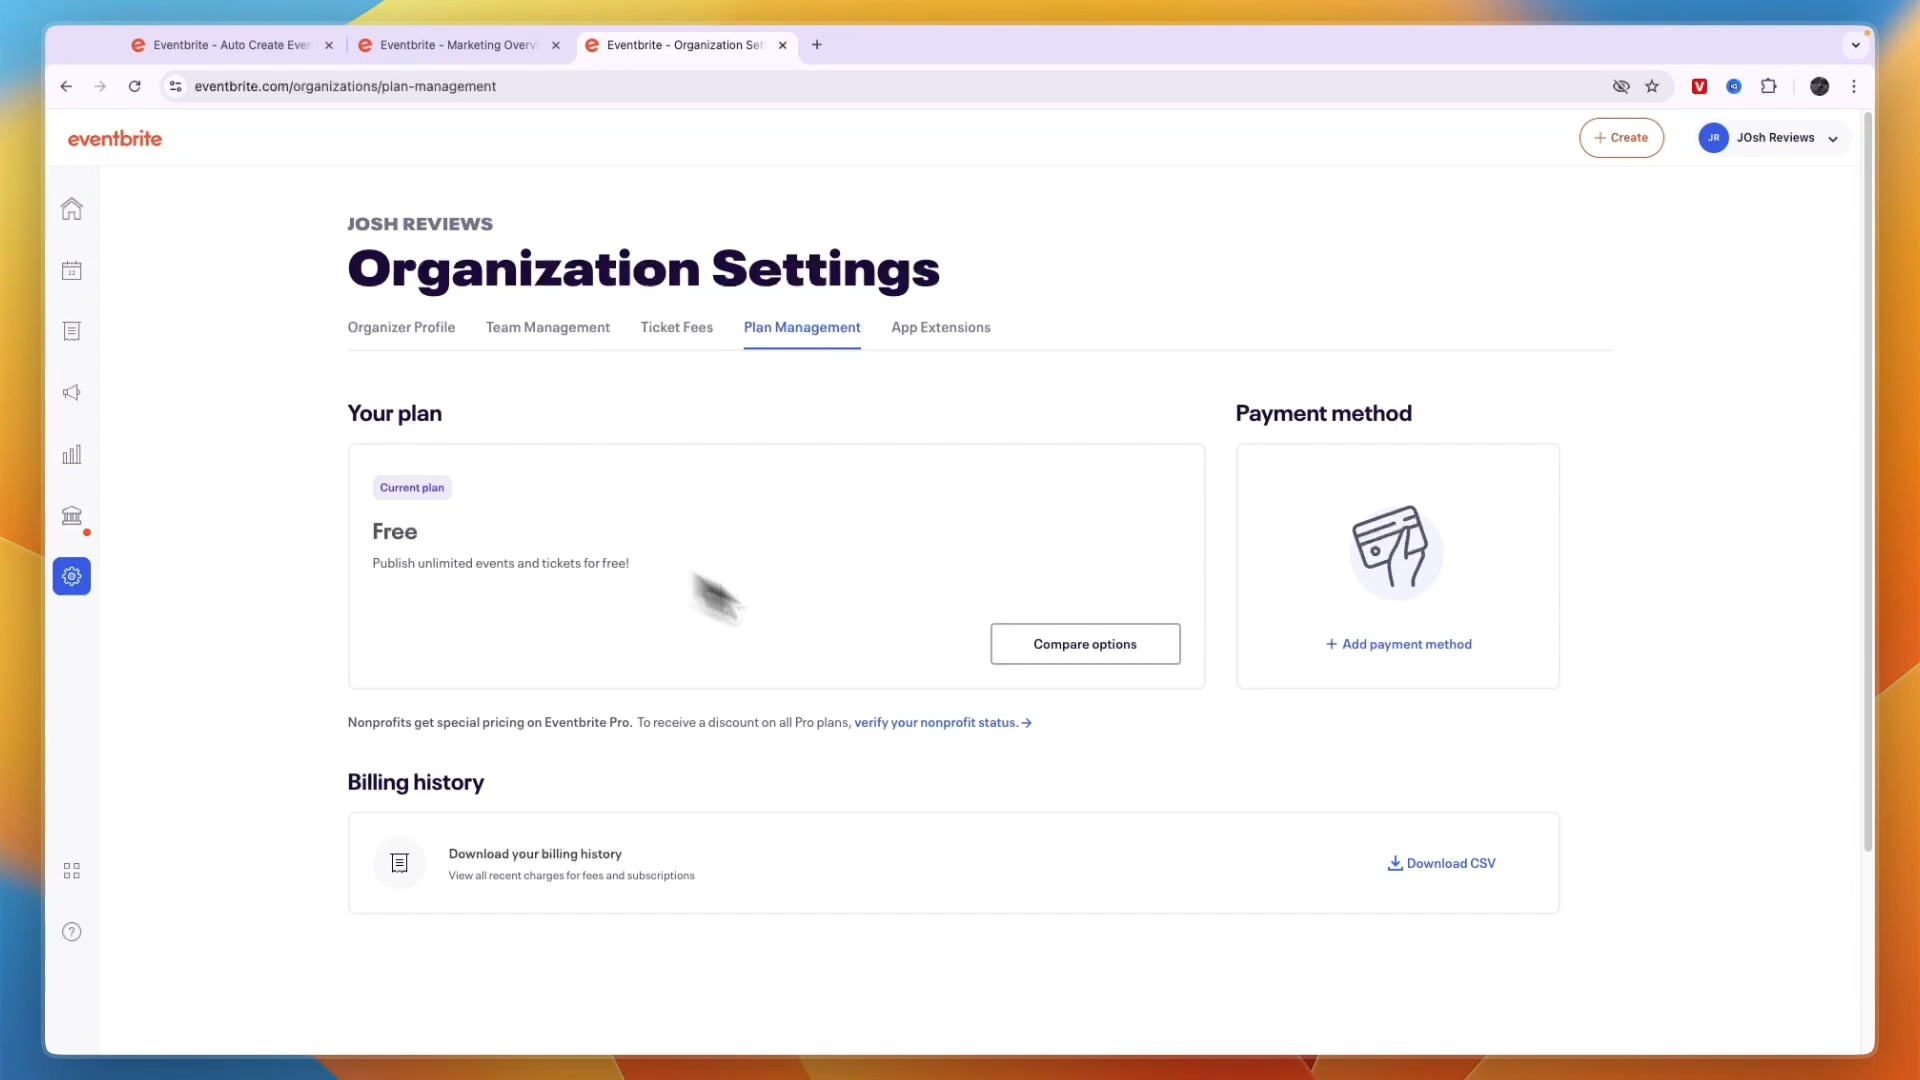 Eventbrite - Auto Create Even
Eventbrite - Marketing Overv
Eventbrite - Organization Set
eventbrite.com/organizations/plan-management
eventbrite
Create
JR
JOsh Reviews
JOSH REVIEWS
Organization Settings
Organizer Profile
Team Management
Ticket Fees
Plan Management
App Extensions
Your plan
Payment method
Current plan
Free
Publish unlimited events and tickets for free!
Compare options
+ Add payment method
Nonprofits get special pricing on Eventbrite Pro. To receive a discount on all Pro plans, verify your nonprofit status. →
Billing history
Download your billing history
View all recent charges for fees and subscriptions
Download CSV